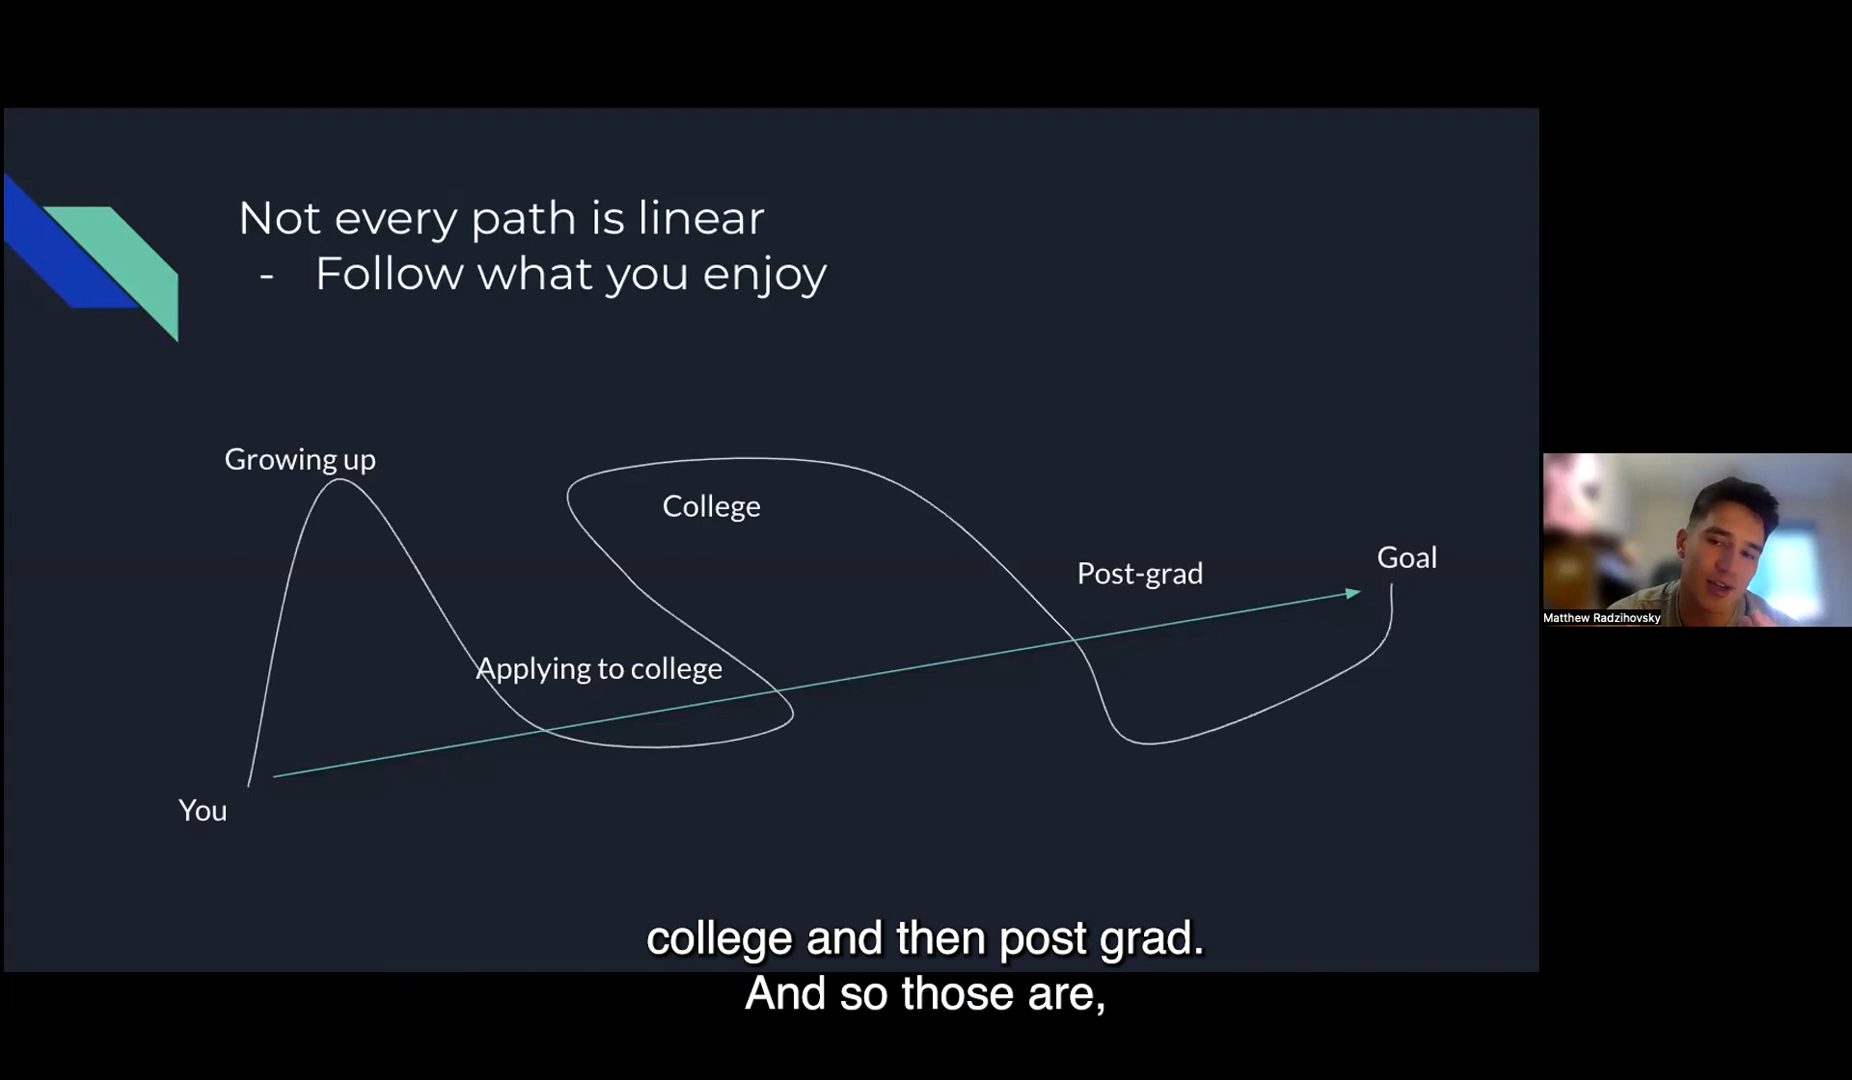 Not every path is linear
- Follow what you enjoy
Growing up
College
Goal
Post-grad
Applying to college
You
Matthew Radzihovsky
college and then post grad.
And so those are,